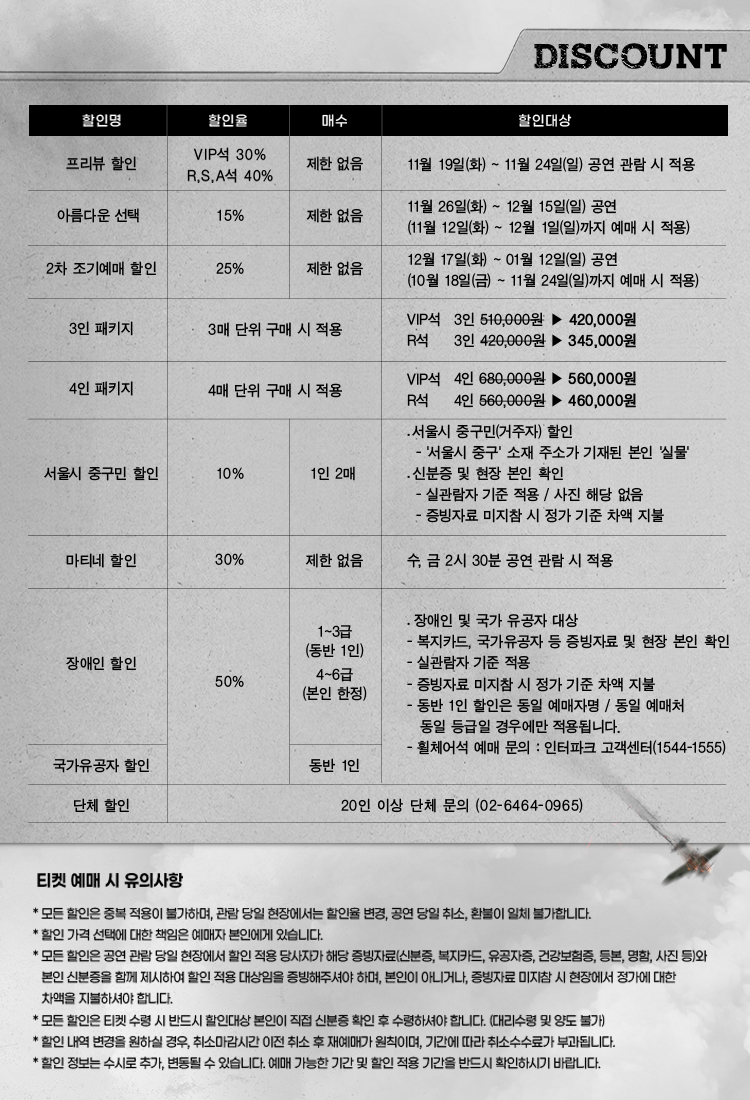 DISCOUNT
할인명 할인율 매수 할인대상
프리뷰 할인 VIP석 30% 제한 없음 11월 19일(화) ~ 11월 24일(일) 공연 관람 시 적용
R,S,A석 40%
아름다운 선택 15% 제한 없음 11월 26일(화) ~ 12월 15일(일) 공연
(11월 12일(화) ~ 12월 1일(일)까지 예매 시 적용)
2차 조기예매 할인 25% 제한 없음 12월 17일(화) ~ 01월 12일(일) 공연
(10월 18일(금) ~ 11월 24일(일)까지 예매 시 적용)
3인 패키지 3매 단위 구매 시 적용 VIP석 3인 510,000원 ▶ 420,000원
R석 3인 420,000원 ▶ 345,000원
4인 패키지 4매 단위 구매 시 적용 VIP석 4인 680,000원 ▶ 560,000원
R석 4인 560,000원 ▶ 460,000원
서울시 중구민 할인 10% 1인 2매 .서울시 중구민(거주자) 할인
- '서울시 중구' 소재 주소가 기재된 본인 '실물'
.신분증 및 현장 본인 확인
- 실관람자 기준 적용 / 사진 해당 없음
- 증빙자료 미지참 시 정가 기준 차액 지불
마티네 할인 30% 제한 없음 수, 금 2시 30분 공연 관람 시 적용
장애인 할인 50% 1~3급
(동반 1인)
4~6급
(본인 한정)
. 장애인 및 국가 유공자 대상
- 복지카드, 국가유공자 등 증빙자료 및 현장 본인 확인
- 실관람자 기준 적용
- 증빙자료 미지참 시 정가 기준 차액 지불
- 동반 1인 할인은 동일 예매자명 / 동일 예매처
동일 등급일 경우에만 적용됩니다.
- 휠체어석 예매 문의 : 인터파크 고객센터(1544-1555)
국가유공자 할인 동반 1인
단체 할인 20인 이상 단체 문의 (02-6464-0965)
티켓 예매 시 유의사항
* 모든 할인은 중복 적용이 불가하며, 관람 당일 현장에서는 할인율 변경, 공연 당일 취소, 환불이 일체 불가합니다.
* 할인 가격 선택에 대한 책임은 예매자 본인에게 있습니다.
* 모든 할인은 공연 관람 당일 현장에서 할인 적용 당사자가 해당 증빙자료(신분증, 복지카드, 유공자증, 건강보험증, 등본, 명함, 사진 등)와
본인 신분증을 함께 제시하여 할인 적용 대상임을 증빙해주셔야 하며, 본인이 아니거나, 증빙자료 미지참 시 현장에서 정가에 대한
차액을 지불하셔야 합니다.
* 모든 할인은 티켓 수령 시 반드시 할인대상 본인이 직접 신분증 확인 후 수령하셔야 합니다. (대리수령 및 양도 불가)
* 할인 내역 변경을 원하실 경우, 취소마감시간 이전 취소 후 재예매가 원칙이며, 기간에 따라 취소수수료가 부과됩니다.
* 할인 정보는 수시로 추가, 변동될 수 있습니다. 예매 가능한 기간 및 할인 적용 기간을 반드시 확인하시기 바랍니다.